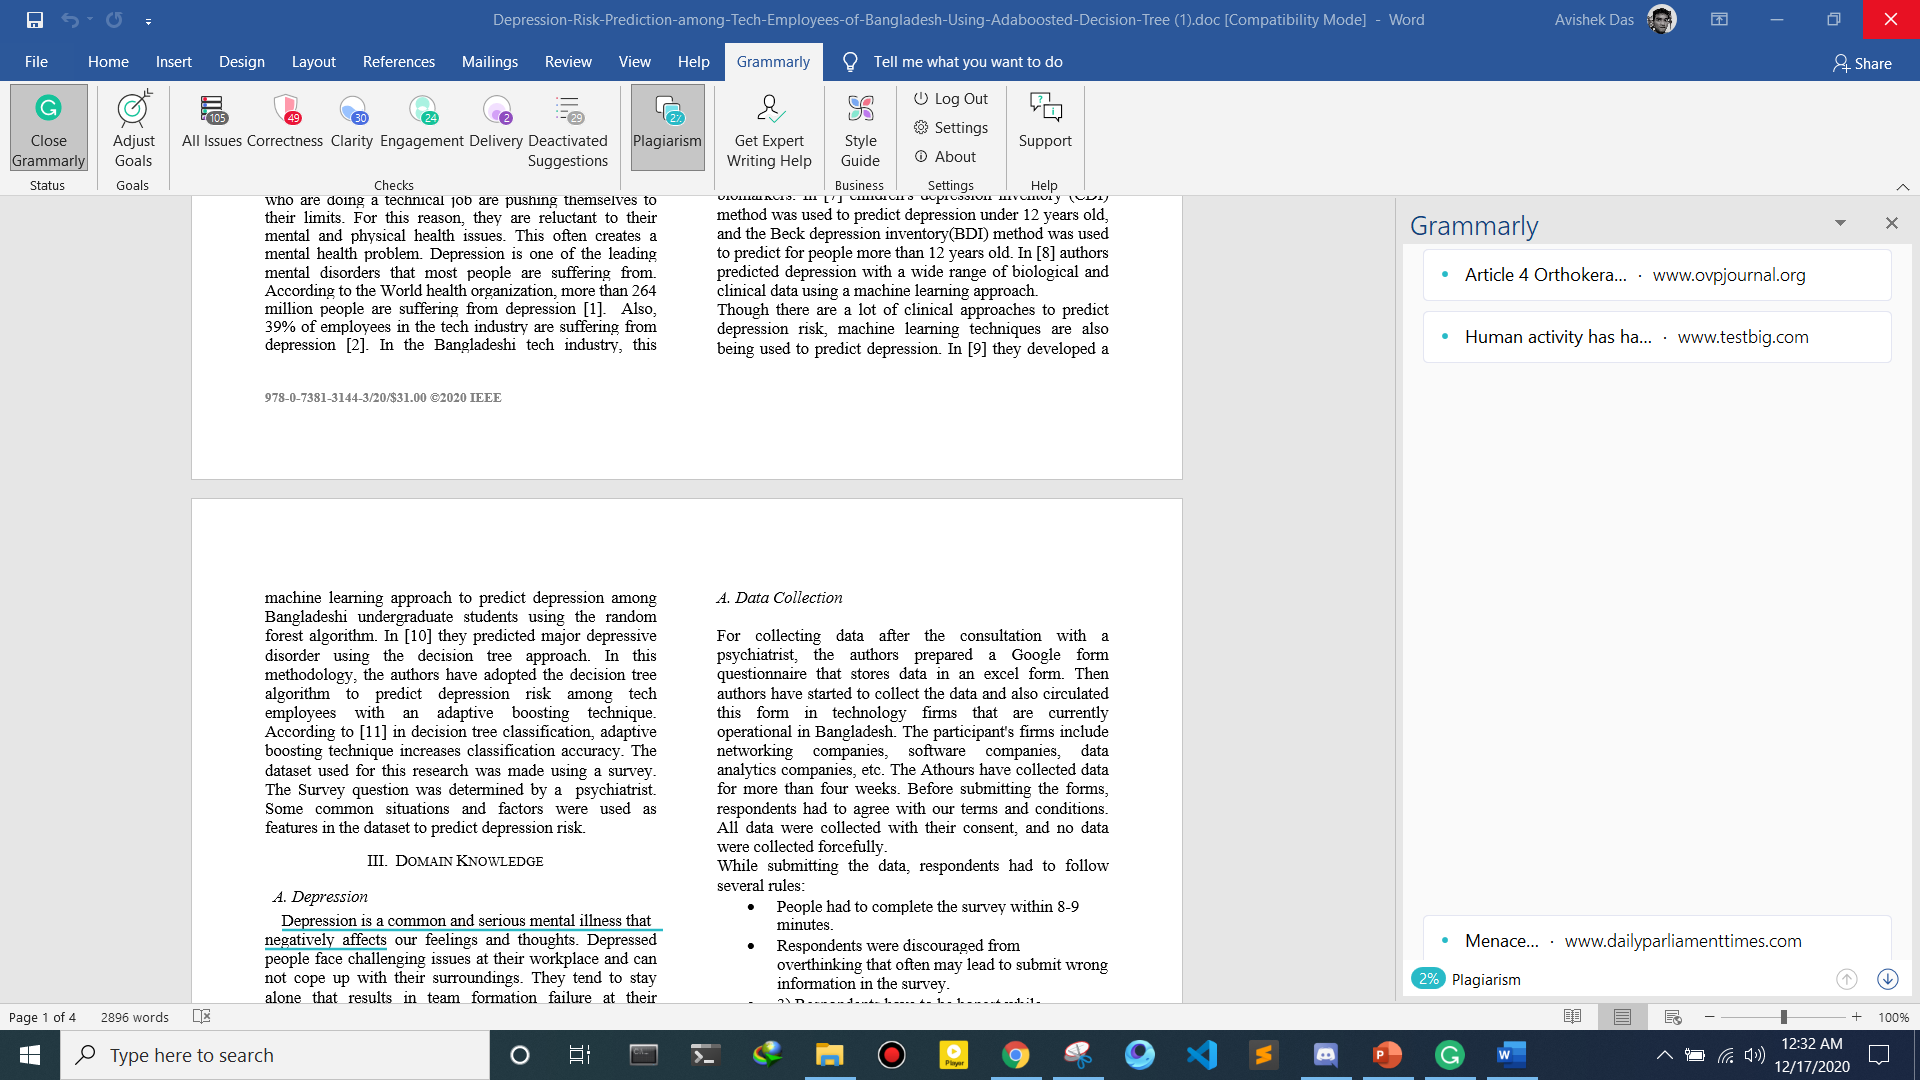 Depression-Risk-Prediction-among-Tech-Employees-of-Bangladesh-Using-Adaboosted-Decision-Tree (1).doc [Compatibility Mode] - Word
Avishek Das
File Home Insert Design Layout References Mailings Review View Help Grammarly Tell me what you want to do Share
Close Grammarly
Status
Adjust Goals
Goals
105 All Issues
49 Correctness
30 Clarity
24 Engagement
2 Delivery
29 Deactivated Suggestions
Checks
2% Plagiarism
Get Expert Writing Help
Style Guide
Business
Log Out
Settings
About
Settings
Support
Help
who are doing a technical job are pushing themselves to
their limits. For this reason, they are reluctant to their
mental and physical health issues. This often creates a
mental health problem. Depression is one of the leading
mental disorders that most people are suffering from.
According to the World health organization, more than 264
million people are suffering from depression [1]. Also,
39% of employees in the tech industry are suffering from
depression [2]. In the Bangladeshi tech industry, this
978-0-7381-3144-3/20/$31.00 ©2020 IEEE
biomarkers. In [7] children's depression inventory (CDI)
method was used to predict depression under 12 years old,
and the Beck depression inventory(BDI) method was used
to predict for people more than 12 years old. In [8] authors
predicted depression with a wide range of biological and
clinical data using a machine learning approach.
Though there are a lot of clinical approaches to predict
depression risk, machine learning techniques are also
being used to predict depression. In [9] they developed a
machine learning approach to predict depression among
Bangladeshi undergraduate students using the random
forest algorithm. In [10] they predicted major depressive
disorder using the decision tree approach. In this
methodology, the authors have adopted the decision tree
algorithm to predict depression risk among tech
employees with an adaptive boosting technique.
According to [11] in decision tree classification, adaptive
boosting technique increases classification accuracy. The
dataset used for this research was made using a survey.
The Survey question was determined by a psychiatrist.
Some common situations and factors were used as
features in the dataset to predict depression risk.
III. DOMAIN KNOWLEDGE
A. Depression
Depression is a common and serious mental illness that
negatively affects our feelings and thoughts. Depressed
people face challenging issues at their workplace and can
not cope up with their surroundings. They tend to stay
alone that results in team formation failure at their
A. Data Collection
For collecting data after the consultation with a
psychiatrist, the authors prepared a Google form
questionnaire that stores data in an excel form. Then
authors have started to collect the data and also circulated
this form in technology firms that are currently
operational in Bangladesh. The participant's firms include
networking companies, software companies, data
analytics companies, etc. The Athours have collected data
for more than four weeks. Before submitting the forms,
respondents had to agree with our terms and conditions.
All data were collected with their consent, and no data
were collected forcefully.
While submitting the data, respondents had to follow
several rules:
• People had to complete the survey within 8-9
minutes.
• Respondents were discouraged from
overthinking that often may lead to submit wrong
information in the survey.
• 3) Respondents have to be honest while
Grammarly
Article 4 Orthokera... · www.ovpjournal.org
Human activity has ha... · www.testbig.com
Menace... · www.dailyparliamenttimes.com
2% Plagiarism
Page 1 of 4 2896 words 100%
Type here to search
Player
12:32 AM
12/17/2020